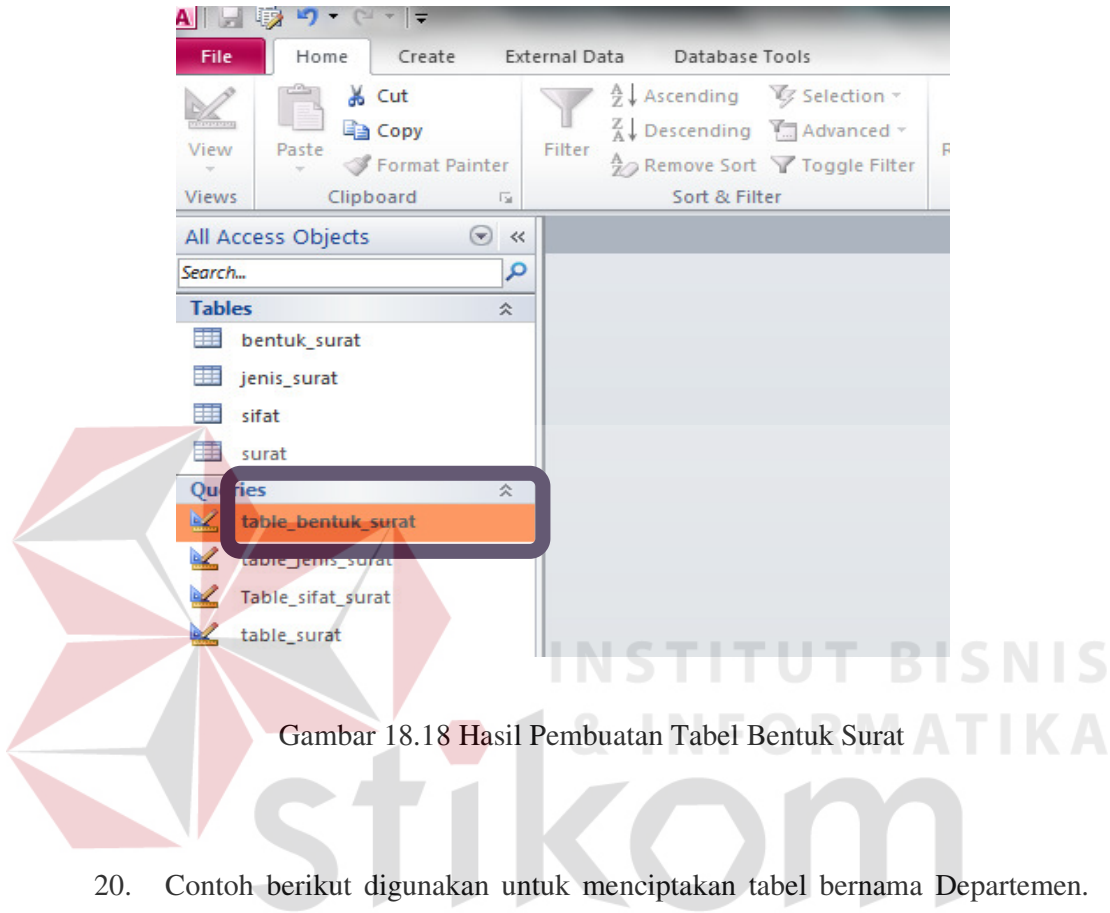 A
File Home Create External Data Database Tools
View
Views
Paste
Cut
Copy
Format Painter
Clipboard
Filter
Ascending
Descending
Remove Sort
Selection
Advanced
Toggle Filter
Sort & Filter
R
All Access Objects
Search...
Tables
bentuk_surat
jenis_surat
sifat
surat
Queries
table_bentuk_surat
table_jenis_surat
Table_sifat_surat
table_surat
INSTITUT BISNIS
& INFORMATIKA
stikom
Gambar 18.18 Hasil Pembuatan Tabel Bentuk Surat
20. Contoh berikut digunakan untuk menciptakan tabel bernama Departemen.